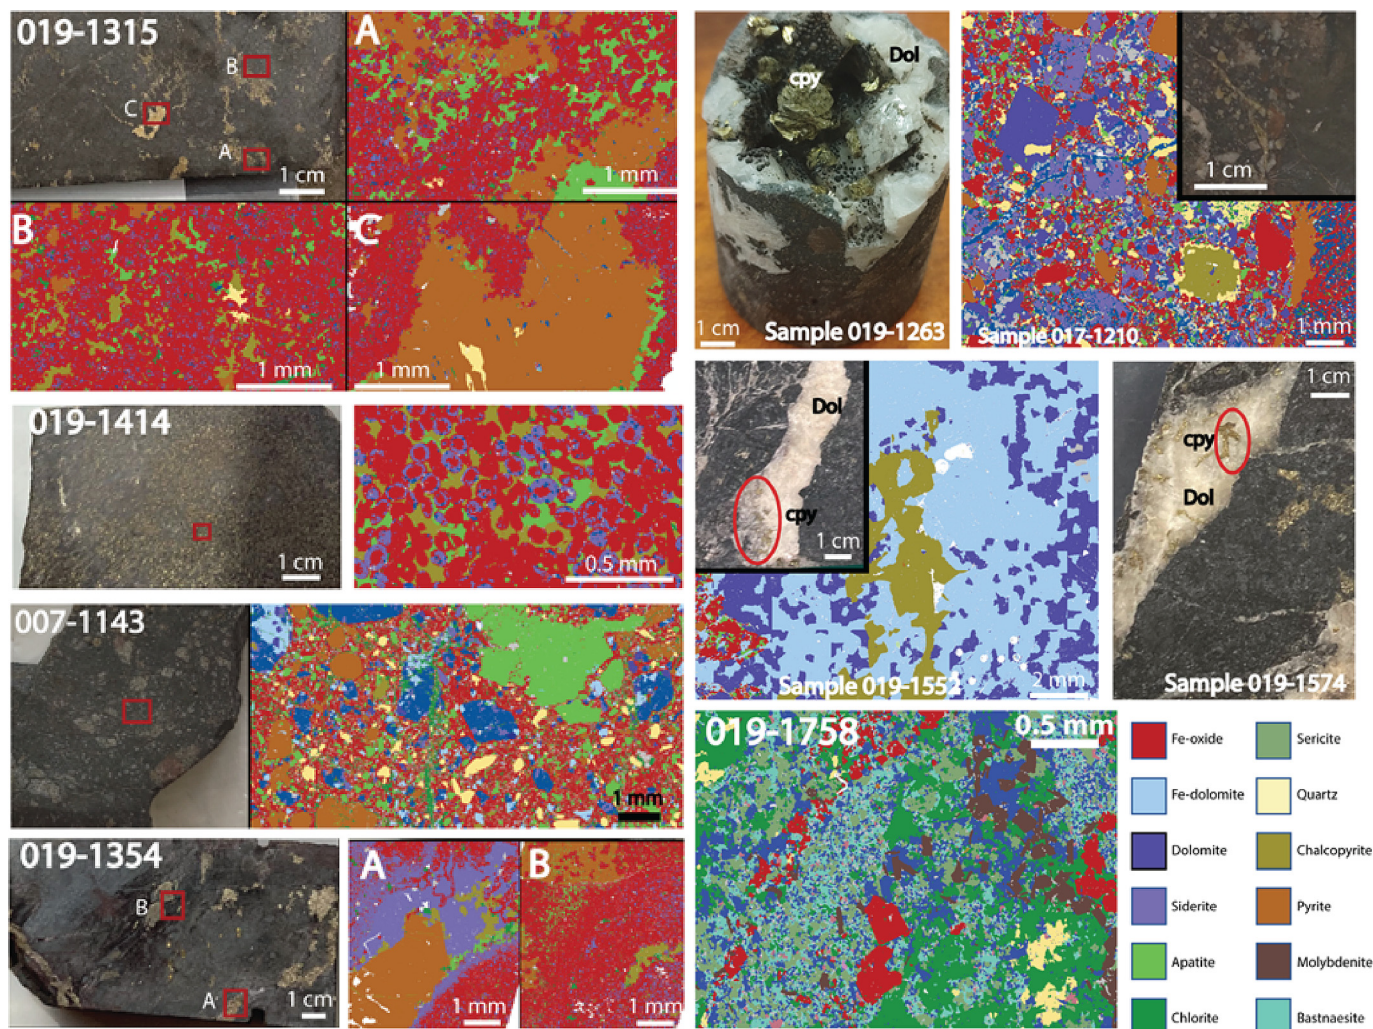 019-1315
B
C
A
1 cm
A
1 mm
B
1 mm
C
1 mm
cpy
Dol
1 cm
Sample 019-1263
1 cm
Sample 017-1210
1 mm
019-1414
1 cm
0.5 mm
Dol
cpy
1 cm
Sample 019-1552
2 mm
1 cm
cpy
Dol
Sample 019-1574
007-1143
1 mm
019-1354
B
A
1 cm
A
1 mm
B
1 mm
019-1758
0.5 mm
Fe-oxide
Sericite
Fe-dolomite
Quartz
Dolomite
Chalcopyrite
Siderite
Pyrite
Apatite
Molybdenite
Chlorite
Bastnaesite